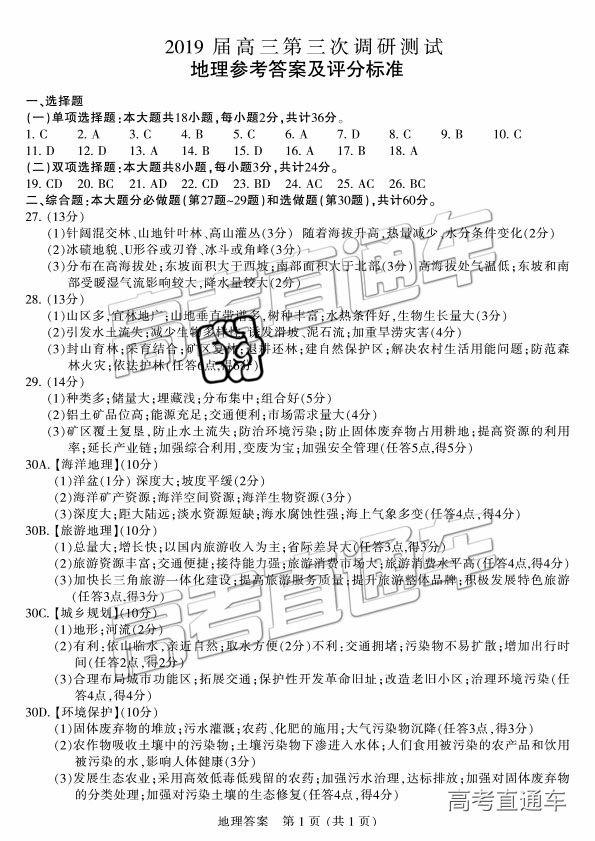 2019 届高三第三次调研测试
地理参考答案及评分标准
一、选择题
(一)单项选择题:本大题共18小题,每小题2分,共计36分。
1. C 2. A 3. C 4. B 5. C 6. A 7. D 8. C 9. B 10. C
11. D 12. D 13. A 14. B 15. B 16. A 17. B 18. A
(二)双项选择题:本大题共8小题,每小题3分,共计24分。
19. CD 20. BC 21. AD 22. CD 23. BD 24. AC 25. AC 26. BC
二、综合题:本大题分必做题(第27题~29题)和选做题(第30题),共计60分。
27. (13分)
(1)针阔混交林、山地针叶林、高山灌丛(3分) 随着海拔升高,热量减少,水分条件变化(2分)
(2)冰碛地貌、U形谷或刃脊、冰斗或角峰(3分)
(3)分布在高海拔处;东坡面积大于西坡;南部面积大于北部(3分) 高海拔处气温低;东坡和南
部受暖湿气流影响较大,降水量较大(2分)
28. (13分)
(1)山区多,宜林地广;山地垂直带谱多,树种丰富;水热条件好,生物生长量大(3分)
(2)引发水土流失;减少生物多样性;诱发滑坡、泥石流;加重旱涝灾害(4分)
(3)封山育林;采育结合;矿区复林;退耕还林;建自然保护区;解决农村生活用能问题;防范森
林火灾;依法护林(任答6点,得6分)
29. (14分)
(1)种类多;储量大;埋藏浅;分布集中;组合好(5分)
(2)铝土矿品位高;能源充足;交通便利;市场需求量大(4分)
(3)矿区覆土复垦,防止水土流失;防治环境污染;防止固体废弃物占用耕地;提高资源的利用
率;延长产业链;加强综合利用,变废为宝;加强安全管理(任答5点,得5分)
30A.【海洋地理】(10分)
(1)洋盆(1分) 深度大;坡度平缓(2分)
(2)海洋矿产资源;海洋空间资源;海洋生物资源(3分)
(3)深度大;距大陆远;淡水资源短缺;海水腐蚀性强;海上气象多变(任答4点,得4分)
30B.【旅游地理】(10分)
(1)总量大;增长快;以国内旅游收入为主;省际差异大(任答3点,得3分)
(2)旅游资源丰富;交通便捷;接待能力强;旅游消费市场大;旅游消费水平高(任答4点,得4分)
(3)加快长三角旅游一体化建设;提高旅游服务质量;提升旅游整体品牌;积极发展特色旅游
(任答3点,得3分)
30C.【城乡规划】(10分)
(1)地形;河流(2分)
(2)有利:依山临水,亲近自然;取水方便(2分)不利:交通拥堵;污染物不易扩散;增加出行时
间(任答2点,得2分)
(3)合理布局城市功能区;拓展交通;保护性开发革命旧址;改造老旧小区;治理环境污染(任
答4点,得4分)
30D.【环境保护】(10分)
(1)固体废弃物的堆放;污水灌溉;农药、化肥的施用;大气污染物沉降(任答3点,得3分)
(2)农作物吸收土壤中的污染物;土壤污染物下渗进入水体;人们食用被污染的农产品和饮用
被污染的水,影响人体健康(3分)
(3)发展生态农业;采用高效低毒低残留的农药;加强污水治理,达标排放;加强对固体废弃物
的分类处理;加强对污染土壤的生态修复(任答4点,得4分)
高考直通车
地理答案 第1页(共1页)